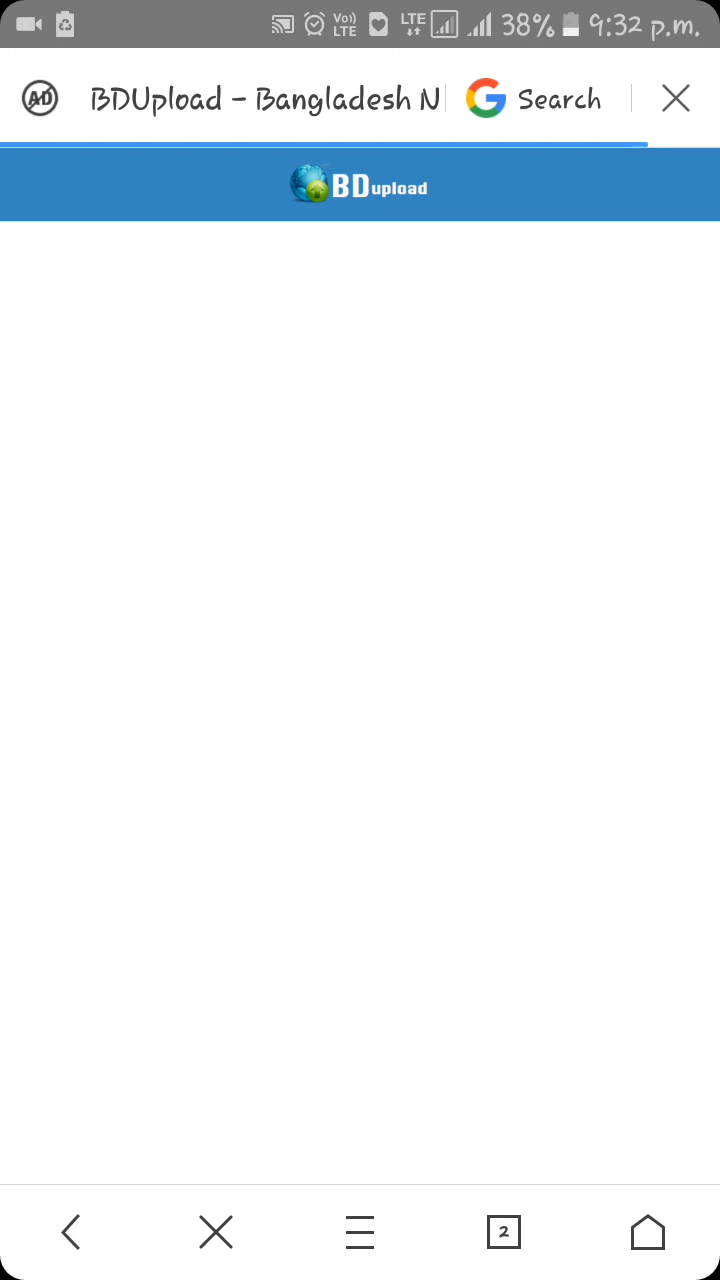 Vo)) LTE LTE 38% 9:32 p.m.
AD BDUpload – Bangladesh N Search
BDupload
2